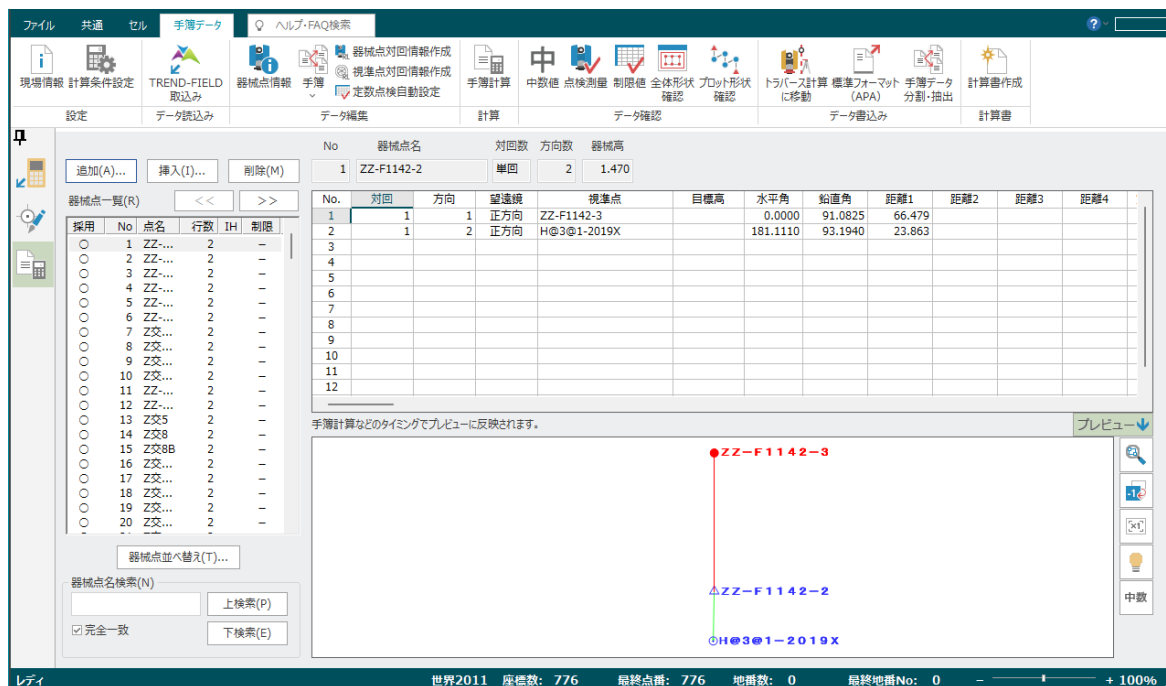 ファイル 共通 セル 手簿データ ヘルプ・FAQ検索 ?
現場情報 計算条件設定 TREND-FIELD 取込み 器械点情報 手簿 器械点対回情報作成 視準点対回情報作成 定数点検自動設定 手簿計算 中数値 点検測量 制限値 全体形状確認 プロット形状確認 トラバース計算に移動 標準フォーマット(APA) 手簿データ分割・抽出 計算書作成
設定 データ読込み データ編集 計算 データ確認 データ書込み 計算書
No 器械点名 対回数 方向数 器械高
追加(A)... 挿入(I)... 削除(M) 1 ZZ-F1142-2 単回 2 1.470
器械点一覧(R) << >>
採用 No 点名 行数 IH 制限
○ 1 ZZ-... 2 −
○ 2 ZZ-... 2 −
○ 3 ZZ-... 2 −
○ 4 ZZ-... 2 −
○ 5 ZZ-... 2 −
○ 6 ZZ-... 2 −
○ 7 Z交... 2 −
○ 8 Z交... 2 −
○ 9 Z交... 2 −
○ 10 Z交... 2 −
○ 11 ZZ-... 2 −
○ 12 ZZ-... 2 −
○ 13 Z交5 2 −
○ 14 Z交8 2 −
○ 15 Z交8B 2 −
○ 16 Z交... 2 −
○ 17 Z交... 2 −
○ 18 Z交... 2 −
○ 19 Z交... 2 −
○ 20 Z交... 2 −
器械点並べ替え(T)...
器械点名検索(N)
上検索(P)
完全一致 下検索(E)
No. 対回 方向 望遠鏡 視準点 目標高 水平角 鉛直角 距離1 距離2 距離3 距離4
1 1 1 正方向 ZZ-F1142-3 0.0000 91.0825 66.479
2 1 2 正方向 H@3@1-2019X 181.1110 93.1940 23.863
3
4
5
6
7
8
9
10
11
12
手簿計算などのタイミングでプレビューに反映されます。 プレビュー
ZZ−F1142−3
ZZ−F1142−2
H@3@1−2019X
-1
×1
中数
レディ 世界2011 座標数: 776 最終点番: 776 地番数: 0 最終地番No: 0 − + 100%